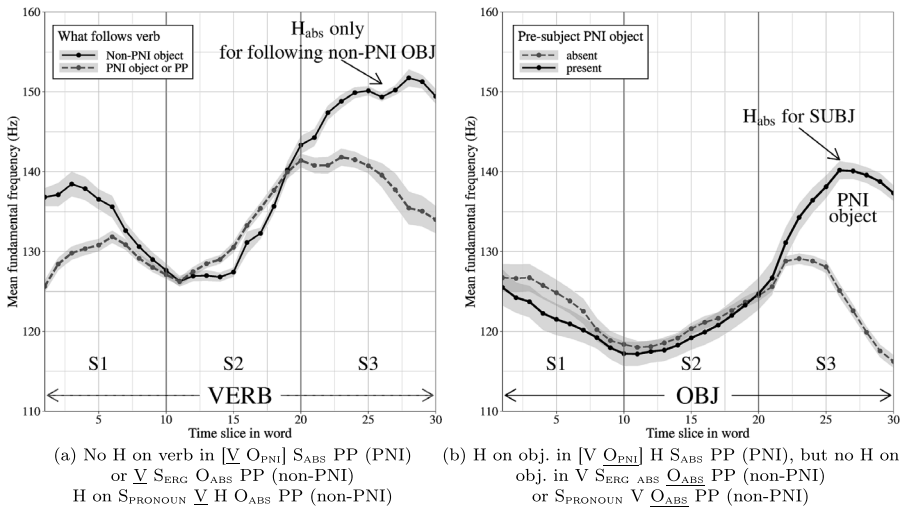 What follows verb
Non-PNI object
PNI object or PP
H_abs only
for following non-PNI OBJ
Mean fundamental frequency (Hz)
160
150
140
130
120
110
S1
S2
S3
VERB
5
10
15
20
25
30
Time slice in word
(a) No H on verb in [V O_PNI] S_ABS PP (PNI)
or V S_ERG O_ABS PP (non-PNI)
H on S_PRONOUN V H O_ABS PP (non-PNI)
Pre-subject PNI object
absent
present
H_abs for SUBJ
PNI
object
Mean fundamental frequency (Hz)
160
150
140
130
120
110
S1
S2
S3
OBJ
5
10
15
20
25
30
Time slice in word
(b) H on obj. in [V O_PNI] H S_ABS PP (PNI), but no H on
obj. in V S_ERG ABS O_ABS PP (non-PNI)
or S_PRONOUN V O_ABS PP (non-PNI)